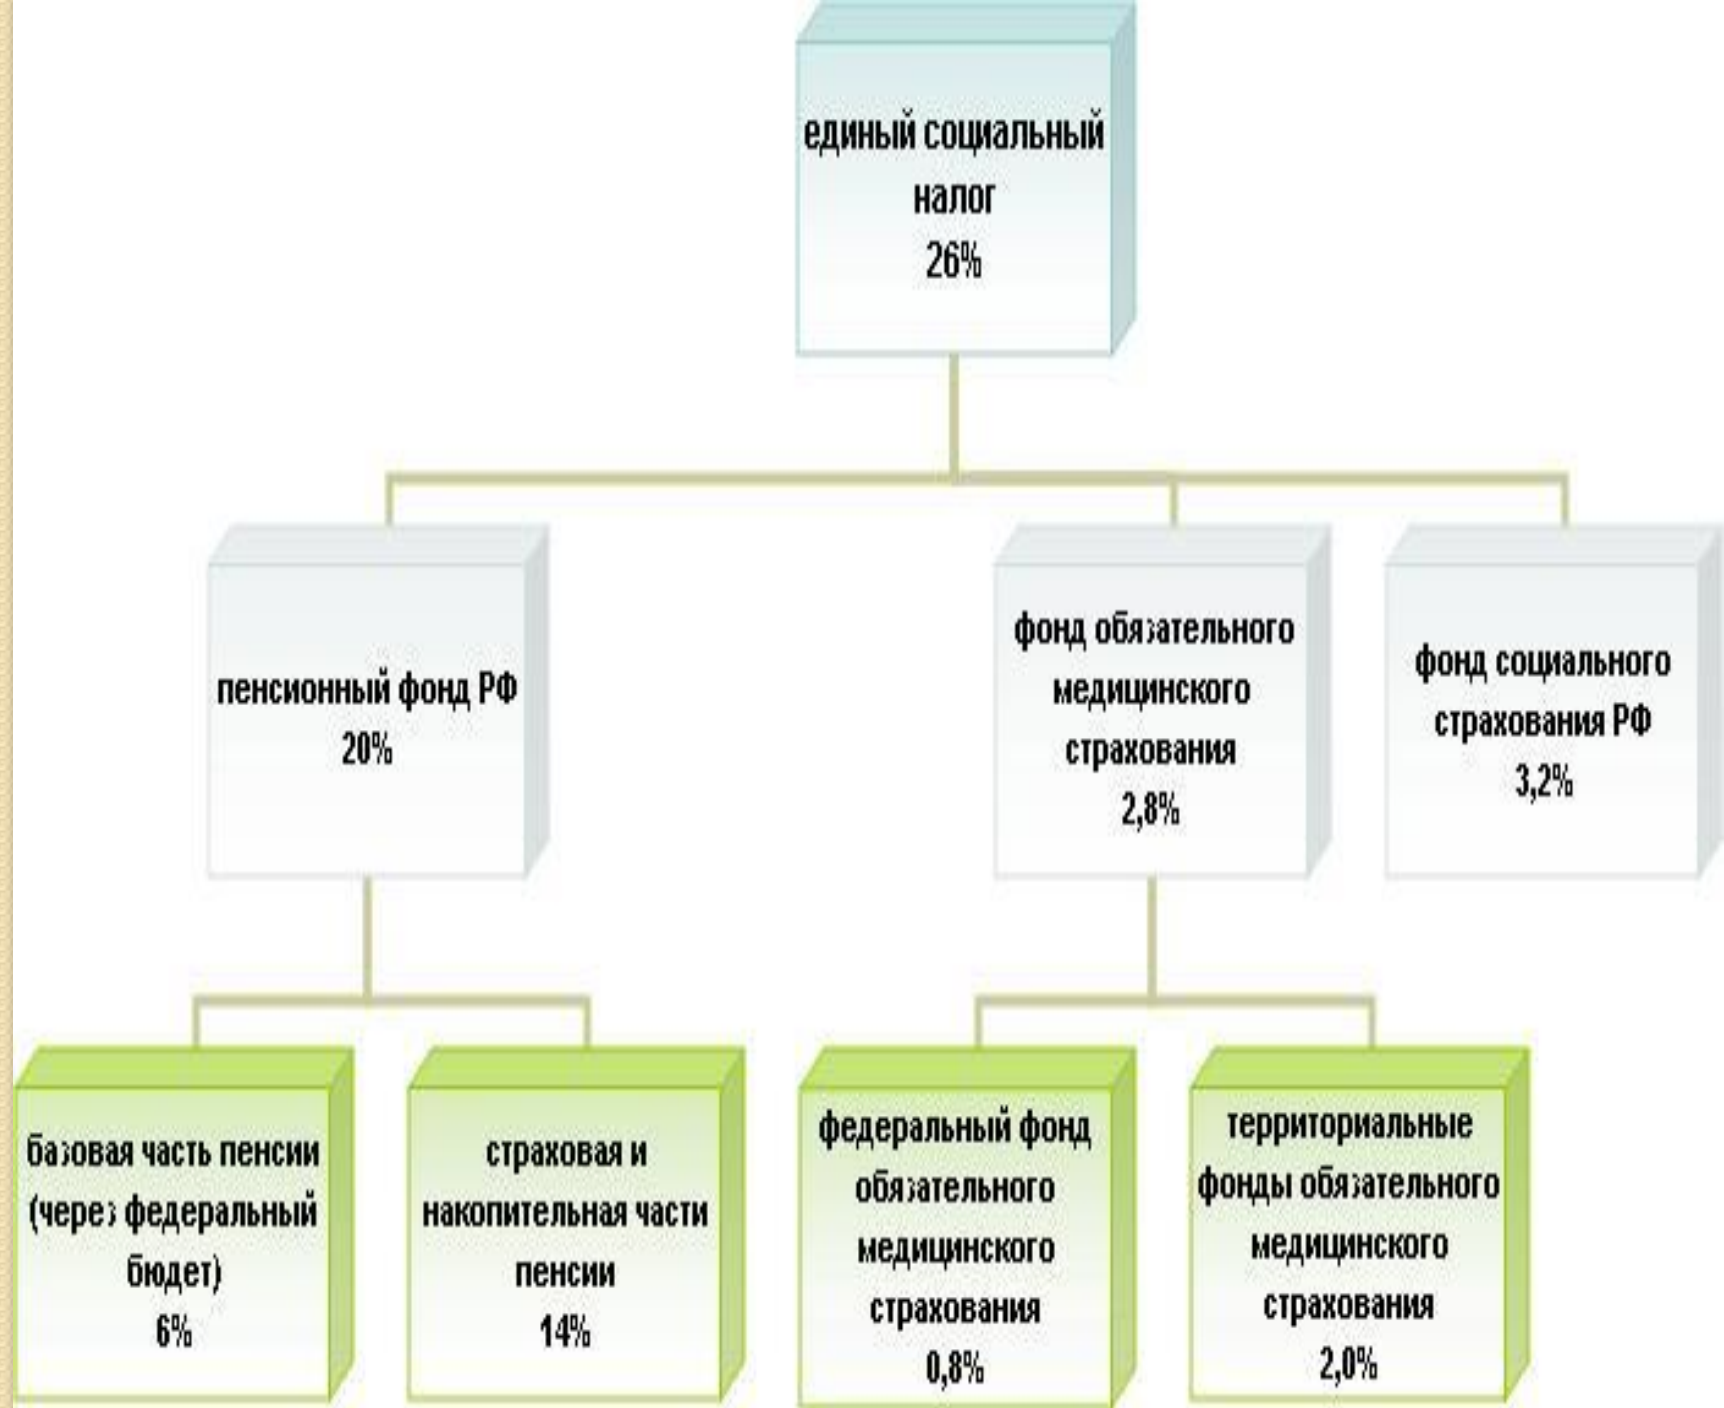 единый социальный
налог
26%
пенсионный фонд РФ
20%
фонд обязательного
медицинского
страхования
2,8%
фонд социального
страхования РФ
3,2%
базовая часть пенсии
(через федеральный
бюдет)
6%
страховая и
накопительная части
пенсии
14%
федеральный фонд
обязательного
медицинского
страхования
0,8%
территориальные
фонды обязательного
медицинского
страхования
2,0%